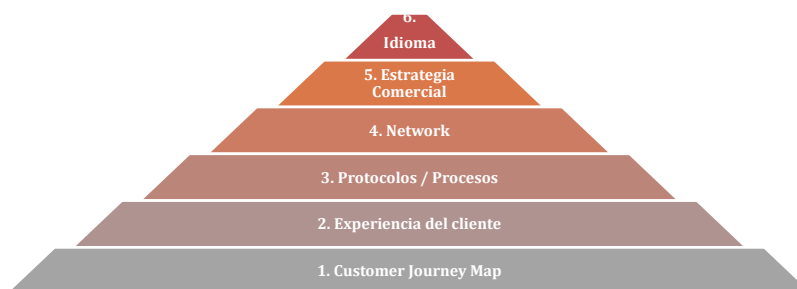 6.
Idioma
5. Estrategia
Comercial
4. Network
3. Protocolos / Procesos
2. Experiencia del cliente
1. Customer Journey Map